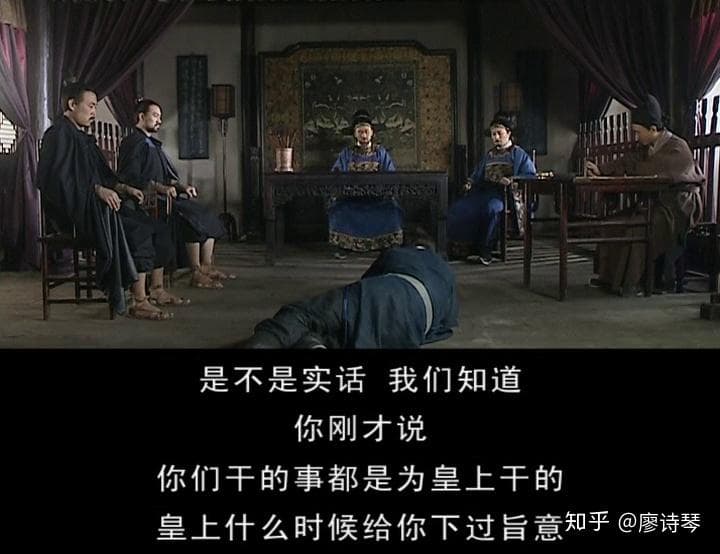 是不是实话 我们知道
你刚才说
你们干的事都是为皇上干的
皇上什么时候给你下过旨意
知乎 @廖诗琴